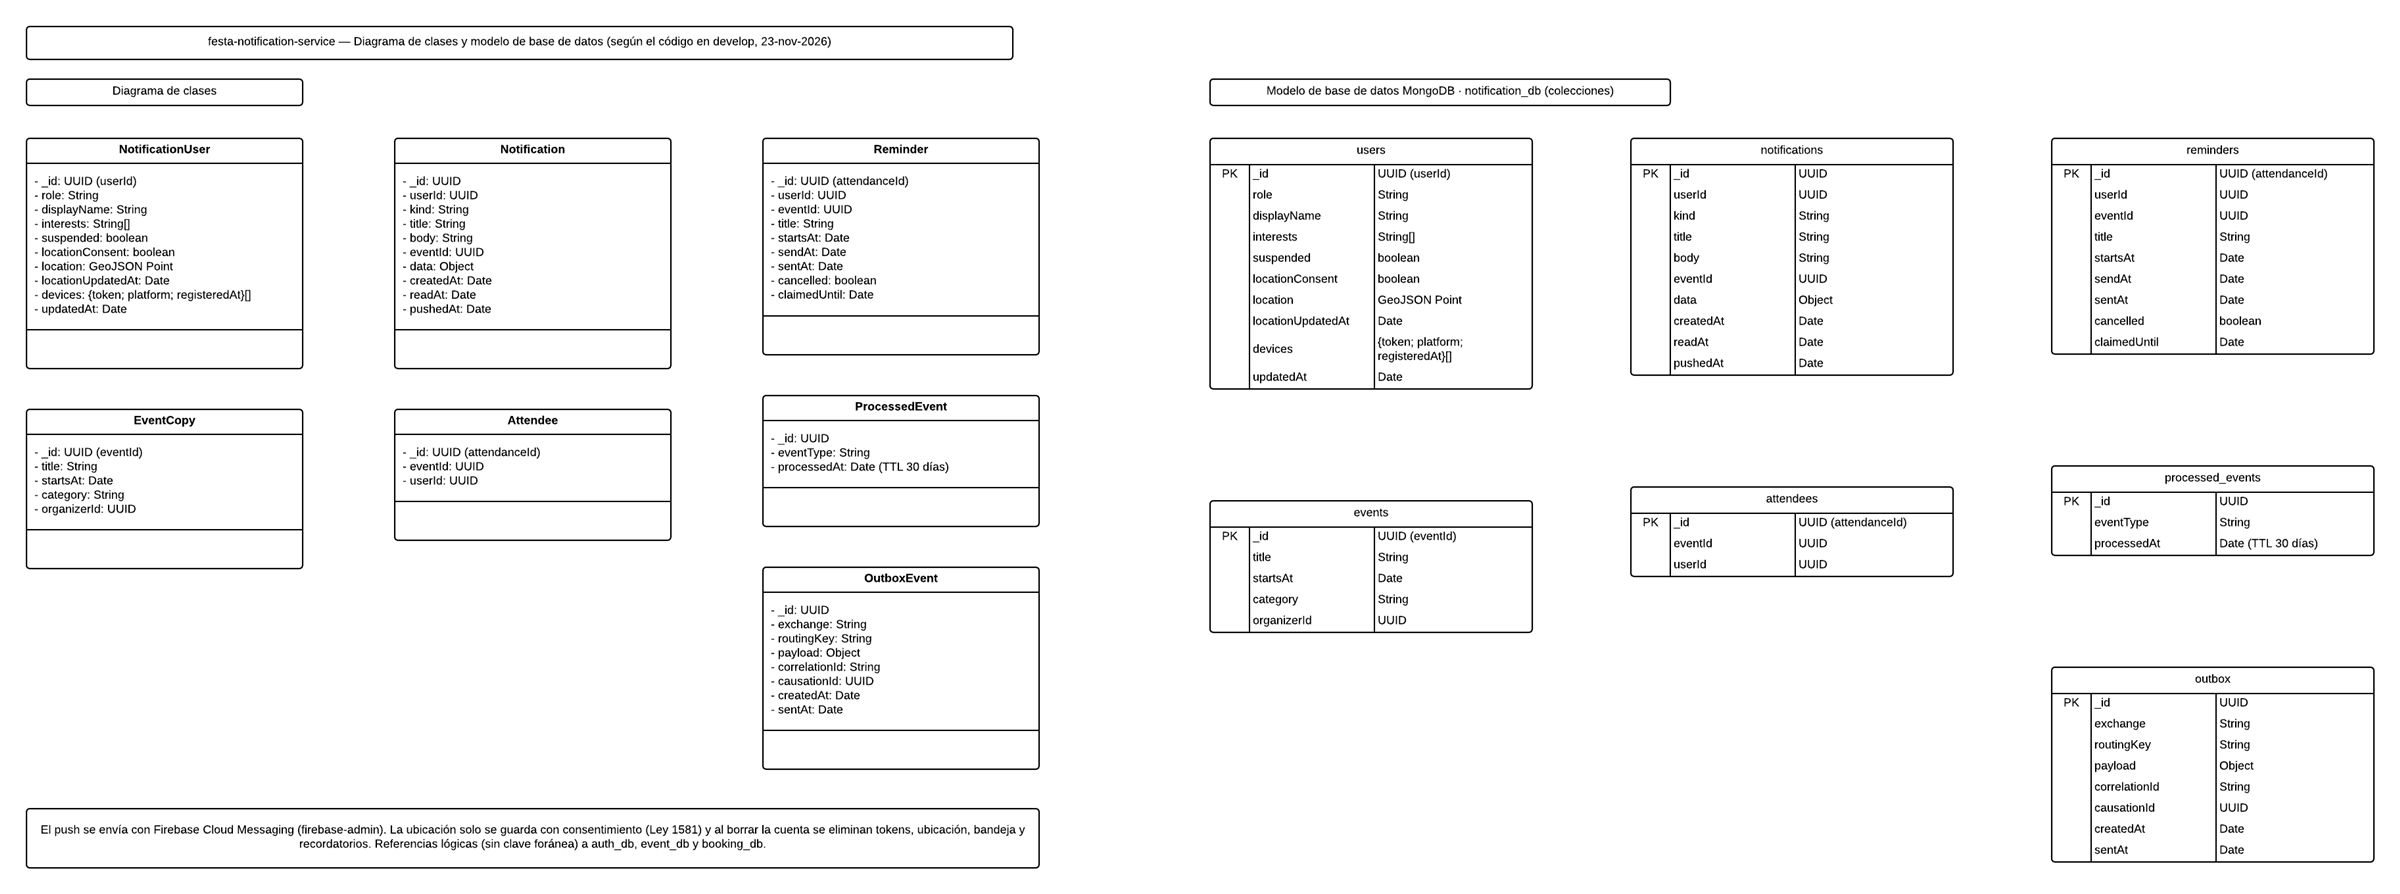 festa-notification-service — Diagrama de clases y modelo de base de datos (según el código en develop, 23-nov-2026)
Diagrama de clases
NotificationUser
- _id: UUID (userId)
- role: String
- displayName: String
- interests: String[]
- suspended: boolean
- locationConsent: boolean
- location: GeoJSON Point
- locationUpdatedAt: Date
- devices: {token; platform; registeredAt}[]
- updatedAt: Date
Notification
- _id: UUID
- userId: UUID
- kind: String
- title: String
- body: String
- eventId: UUID
- data: Object
- createdAt: Date
- readAt: Date
- pushedAt: Date
Reminder
- _id: UUID (attendanceId)
- userId: UUID
- eventId: UUID
- title: String
- startsAt: Date
- sendAt: Date
- sentAt: Date
- cancelled: boolean
- claimedUntil: Date
EventCopy
- _id: UUID (eventId)
- title: String
- startsAt: Date
- category: String
- organizerId: UUID
Attendee
- _id: UUID (attendanceId)
- eventId: UUID
- userId: UUID
ProcessedEvent
- _id: UUID
- eventType: String
- processedAt: Date (TTL 30 días)
OutboxEvent
- _id: UUID
- exchange: String
- routingKey: String
- payload: Object
- correlationId: String
- causationId: UUID
- createdAt: Date
- sentAt: Date
El push se envía con Firebase Cloud Messaging (firebase-admin). La ubicación solo se guarda con consentimiento (Ley 1581) y al borrar la cuenta se eliminan tokens, ubicación, bandeja y
recordatorios. Referencias lógicas (sin clave foránea) a auth_db, event_db y booking_db.
Modelo de base de datos MongoDB · notification_db (colecciones)
users
PK _id UUID (userId)
role String
displayName String
interests String[]
suspended boolean
locationConsent boolean
location GeoJSON Point
locationUpdatedAt Date
devices {token; platform;
registeredAt}[]
updatedAt Date
notifications
PK _id UUID
userId UUID
kind String
title String
body String
eventId UUID
data Object
createdAt Date
readAt Date
pushedAt Date
reminders
PK _id UUID (attendanceId)
userId UUID
eventId UUID
title String
startsAt Date
sendAt Date
sentAt Date
cancelled boolean
claimedUntil Date
events
PK _id UUID (eventId)
title String
startsAt Date
category String
organizerId UUID
attendees
PK _id UUID (attendanceId)
eventId UUID
userId UUID
processed_events
PK _id UUID
eventType String
processedAt Date (TTL 30 días)
outbox
PK _id UUID
exchange String
routingKey String
payload Object
correlationId String
causationId UUID
createdAt Date
sentAt Date